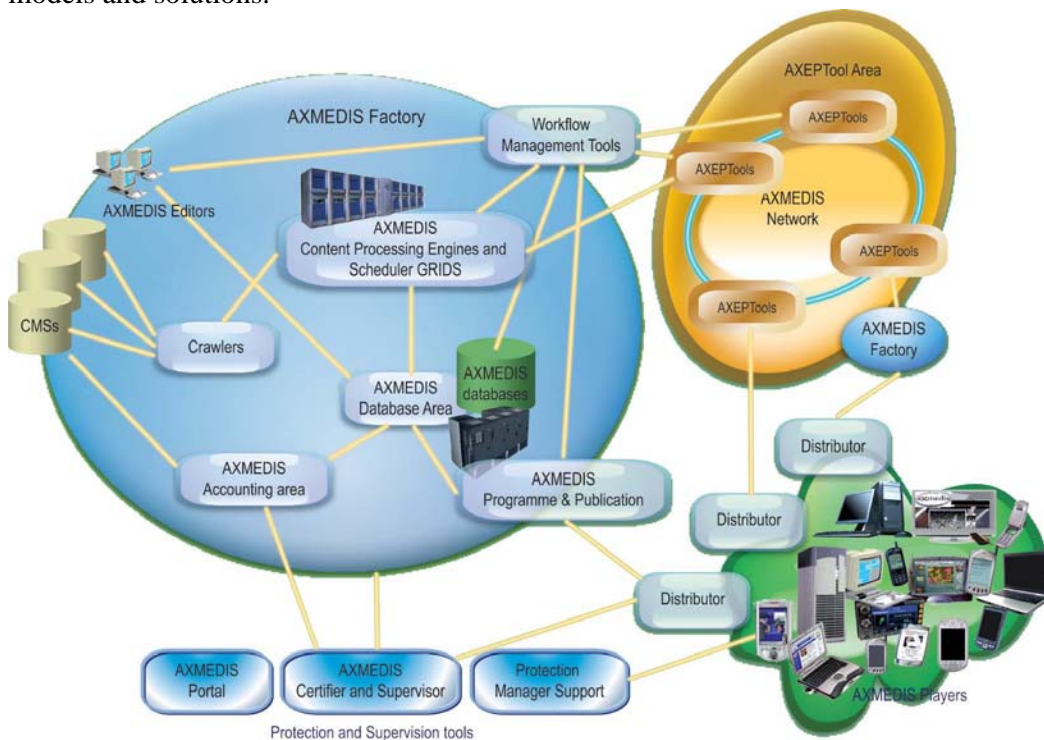 models and solutions.
AXEPTool Area
AXMEDIS Factory
Workflow
Management Tools
AXEPTools
AXEPTools
AXMEDIS Editors
AXMEDIS
Network
AXMEDIS
Content Processing Engines and
Scheduler GRIDS
AXEPTools
AXEPTools
CMSs
Crawlers
AXMEDIS
Factory
AXMEDIS
databases
AXMEDIS
Database Area
Distributor
AXMEDIS
Accounting area
AXMEDIS
Programme & Publication
Distributor
Distributor
AXMEDIS
Portal
AXMEDIS
Certifier and Supervisor
Protection
Manager Support
AXMEDIS Players
Protection and Supervision tools